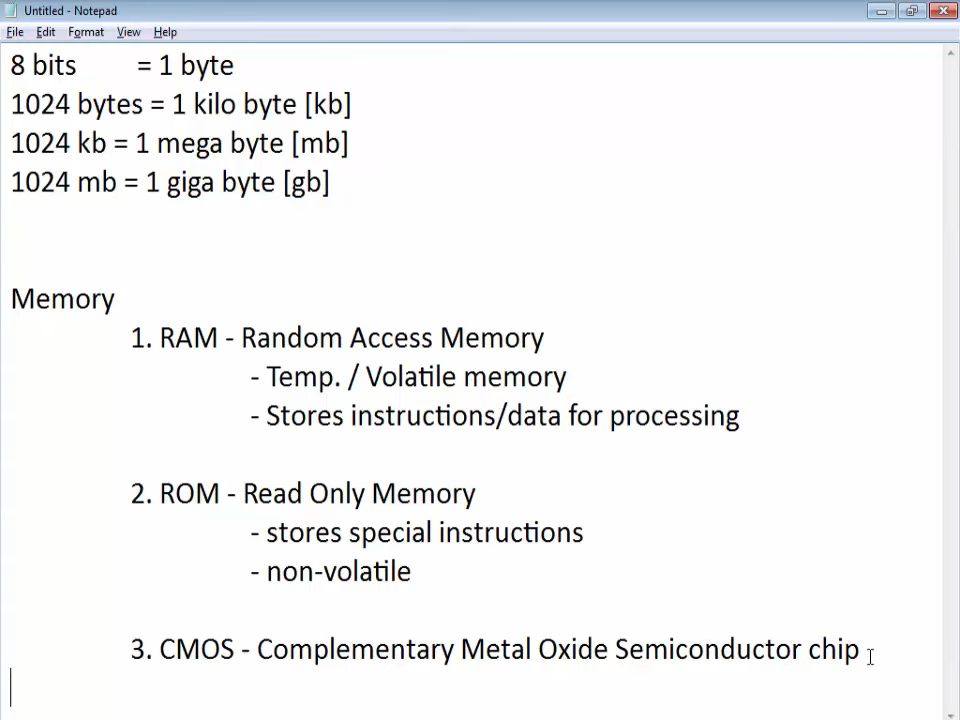 Untitled - Notepad
File Edit Format View Help
8 bits = 1 byte
1024 bytes = 1 kilo byte [kb]
1024 kb = 1 mega byte [mb]
1024 mb = 1 giga byte [gb]
Memory
1. RAM - Random Access Memory
- Temp. / Volatile memory
- Stores instructions/data for processing
2. ROM - Read Only Memory
- stores special instructions
- non-volatile
3. CMOS - Complementary Metal Oxide Semiconductor chip